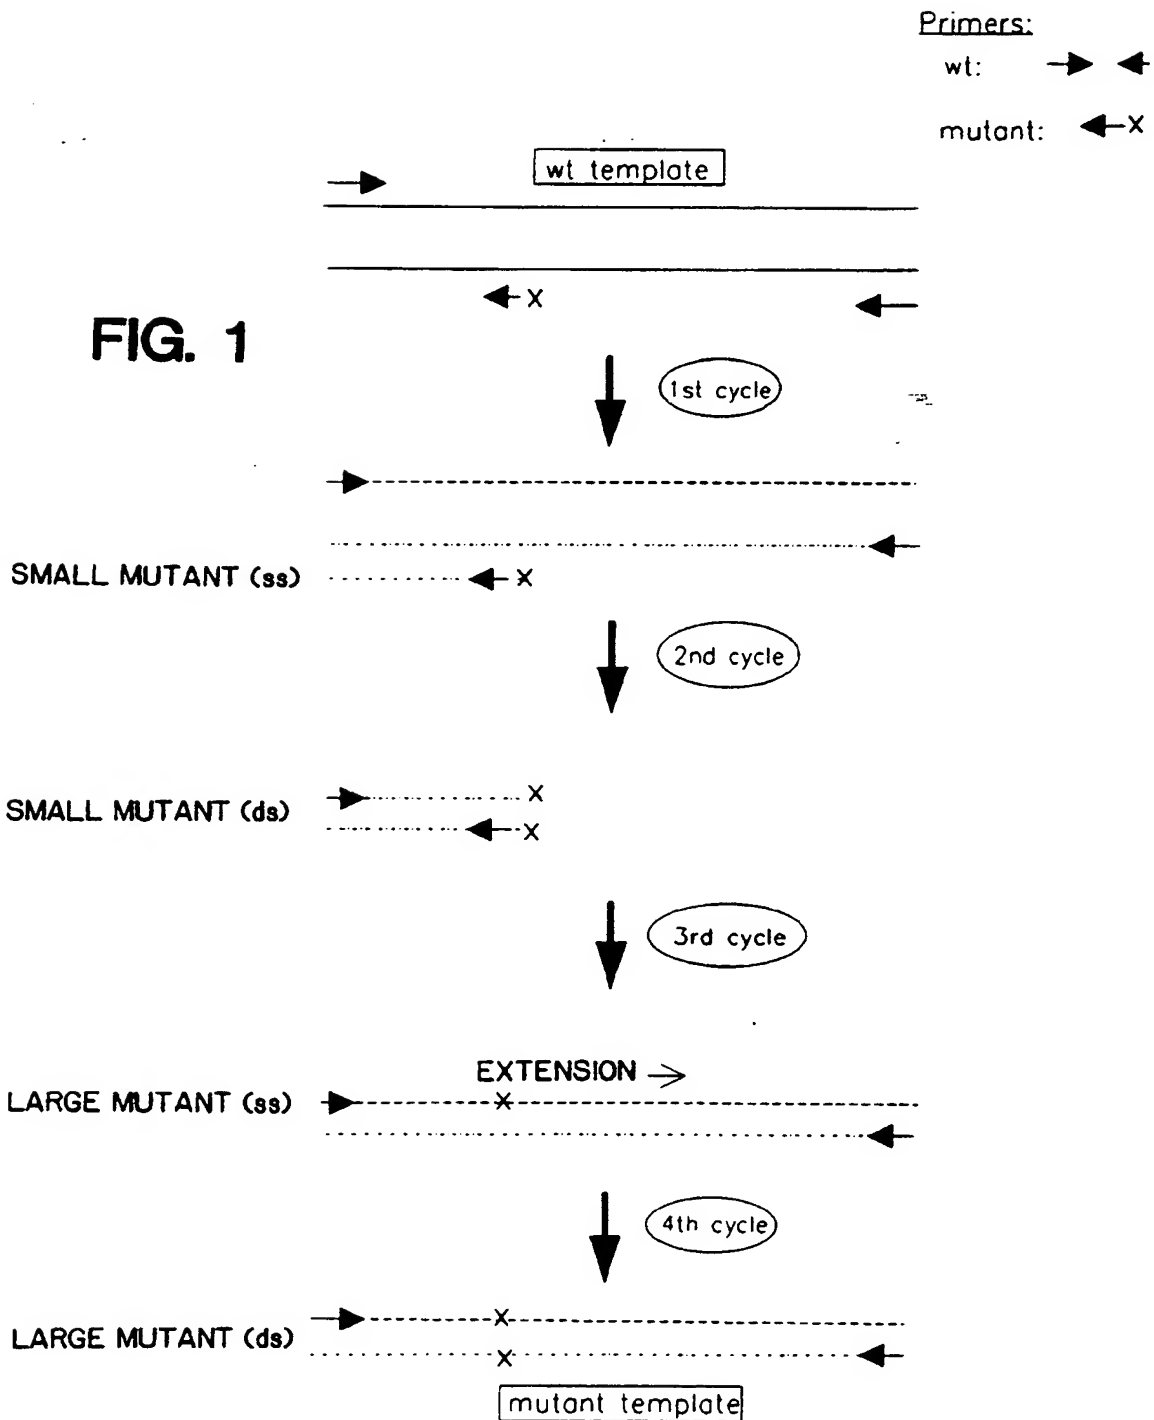 Primers:
wt:
mutant: x
wt template
x
FIG. 1
1st cycle
SMALL MUTANT (ss) x
2nd cycle
x
SMALL MUTANT (ds)
x
3rd cycle
EXTENSION →
LARGE MUTANT (ss) x
4th cycle
x
LARGE MUTANT (ds)
x
mutant template